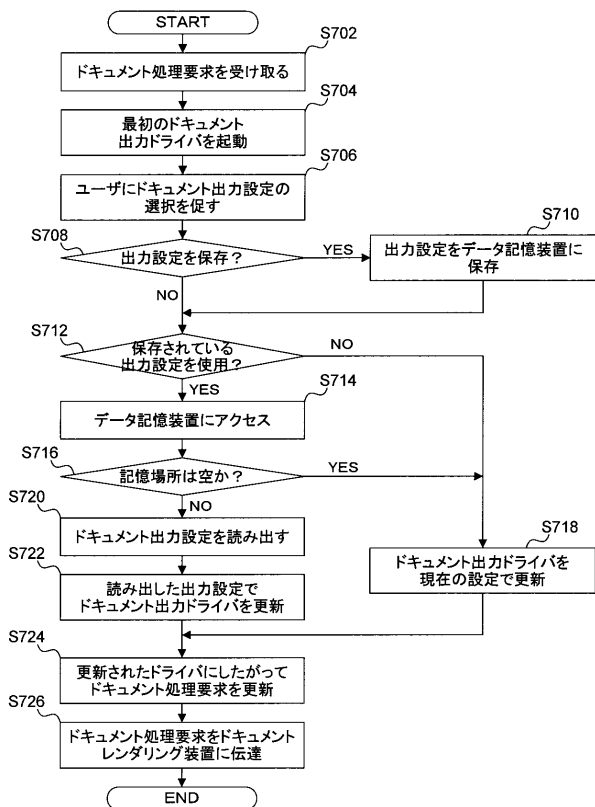 START
S702
ドキュメント処理要求を受け取る
S704
最初のドキュメント
出力ドライバを起動
S706
ユーザにドキュメント出力設定の
選択を促す
S708
出力設定を保存？
YES
S710
出力設定をデータ記憶装置に
保存
NO
S712
保存されている
出力設定を使用？
NO
YES
S714
データ記憶装置にアクセス
S716
記憶場所は空か？
YES
NO
S720
ドキュメント出力設定を読み出す
S718
ドキュメント出力ドライバを
現在の設定で更新
S722
読み出した出力設定で
ドキュメント出力ドライバを更新
S724
更新されたドライバにしたがって
ドキュメント処理要求を更新
S726
ドキュメント処理要求をドキュメント
レンダリング装置に伝達
END